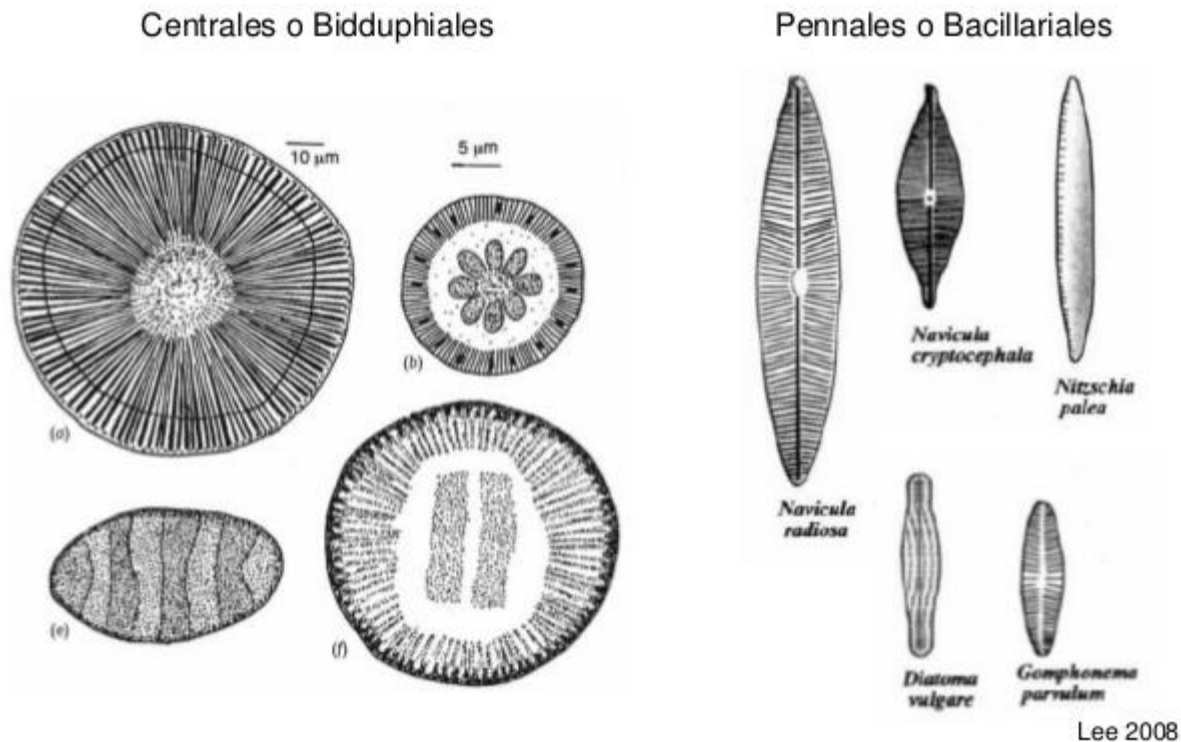 Centrales o Bidduphiales
10 μm
5 μm
(a)
(b)
(e)
(f)
Pennales o Bacillariales
Navicula
cryptocephala
Nitzschia
palea
Navicula
radiosa
Diatoma
vulgare
Gomphonema
parvulum
Lee 2008